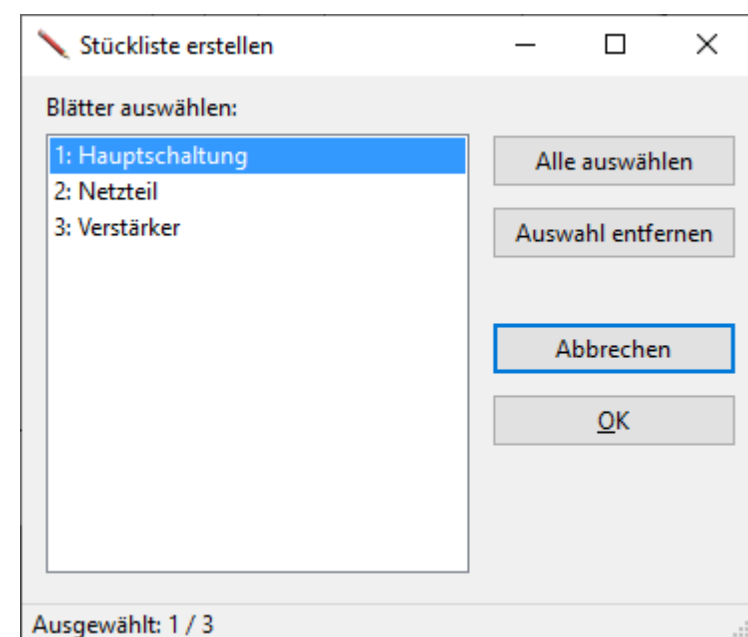 Stückliste erstellen
Blätter auswählen:
1: Hauptschaltung
2: Netzteil
3: Verstärker
Alle auswählen
Auswahl entfernen
Abbrechen
OK
Ausgewählt: 1 / 3